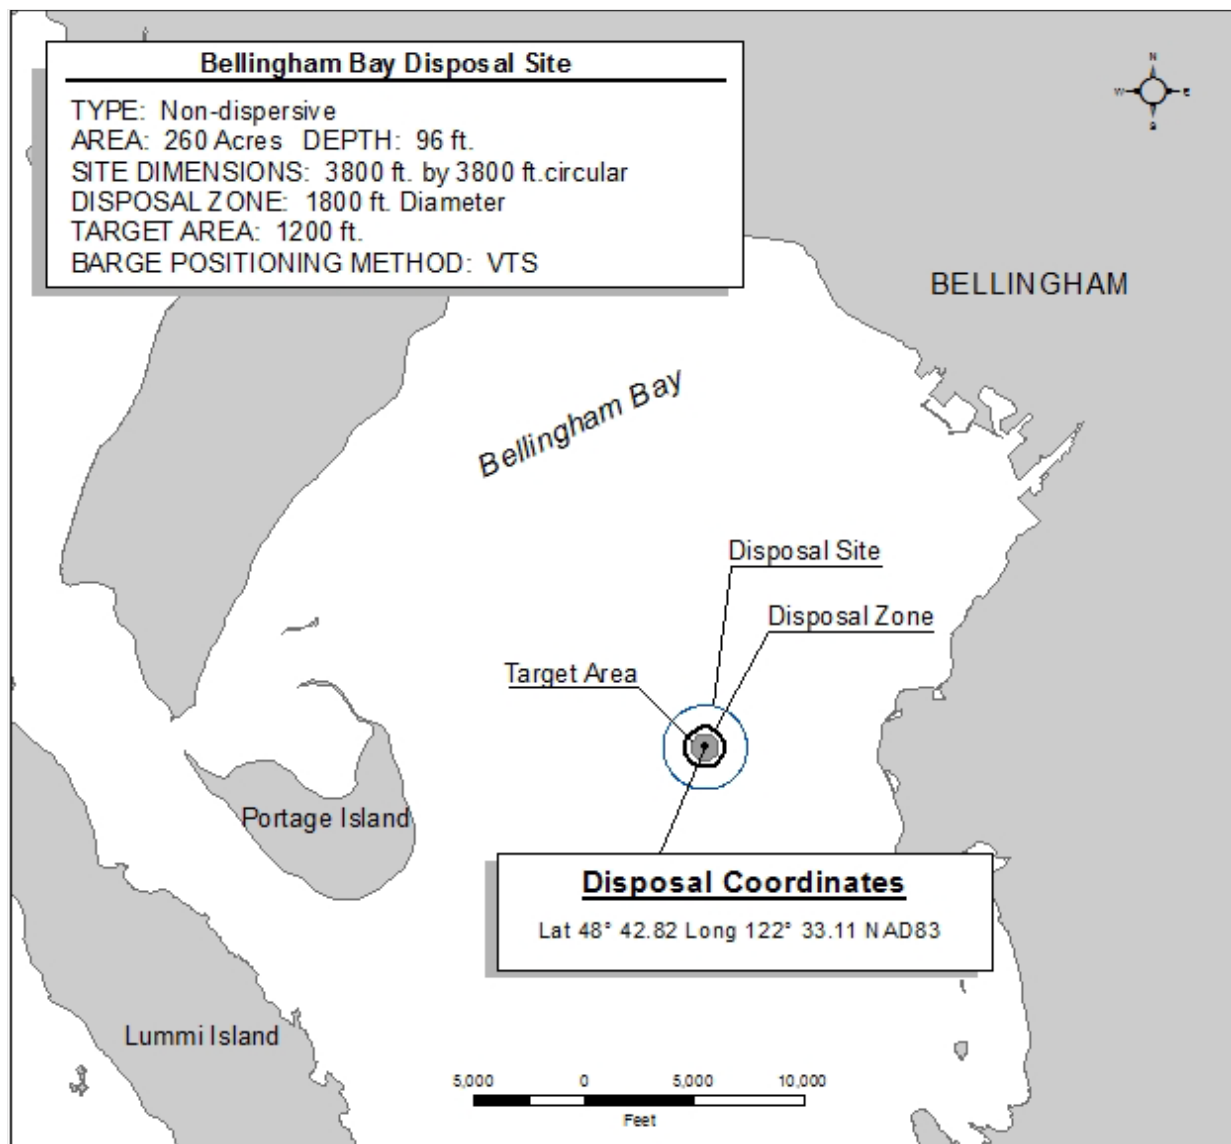 Bellingham Bay Disposal Site
TYPE: Non-dispersive
AREA: 260 Acres DEPTH: 96 ft.
SITE DIMENSIONS: 3800 ft. by 3800 ft.circular
DISPOSAL ZONE: 1800 ft. Diameter
TARGET AREA: 1200 ft.
BARGE POSITIONING METHOD: VTS
N
W E
S
BELLINGHAM
Bellingham Bay
Disposal Site
Disposal Zone
Target Area
Portage Island
Disposal Coordinates
Lat 48° 42.82 Long 122° 33.11 NAD83
Lummi Island
5,000 0 5,000 10,000
Feet